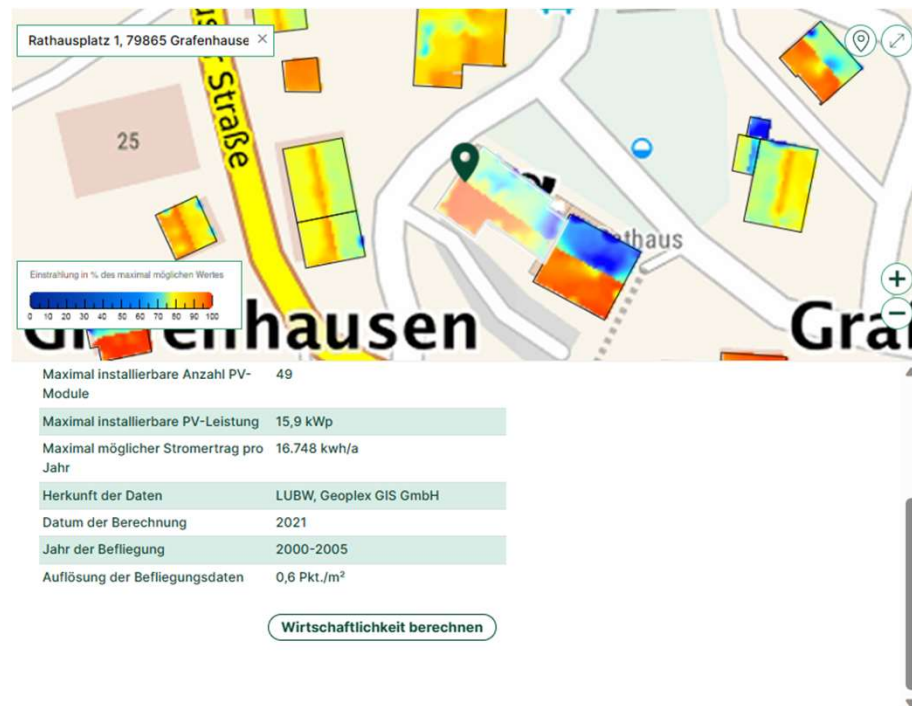 Rathausplatz 1, 79865 Grafenhause
Straße
25
Rathaus
Einstrahlung in % des maximal möglichen Wertes
0 10 20 30 40 50 60 70 80 90 100
Grafenhausen
Gra
Maximal installierbare Anzahl PV- 49
Module
Maximal installierbare PV-Leistung 15,9 kWp
Maximal möglicher Stromertrag pro 16.748 kwh/a
Jahr
Herkunft der Daten LUBW, Geoplex GIS GmbH
Datum der Berechnung 2021
Jahr der Befliegung 2000-2005
Auflösung der Befliegungsdaten 0,6 Pkt./m²
Wirtschaftlichkeit berechnen